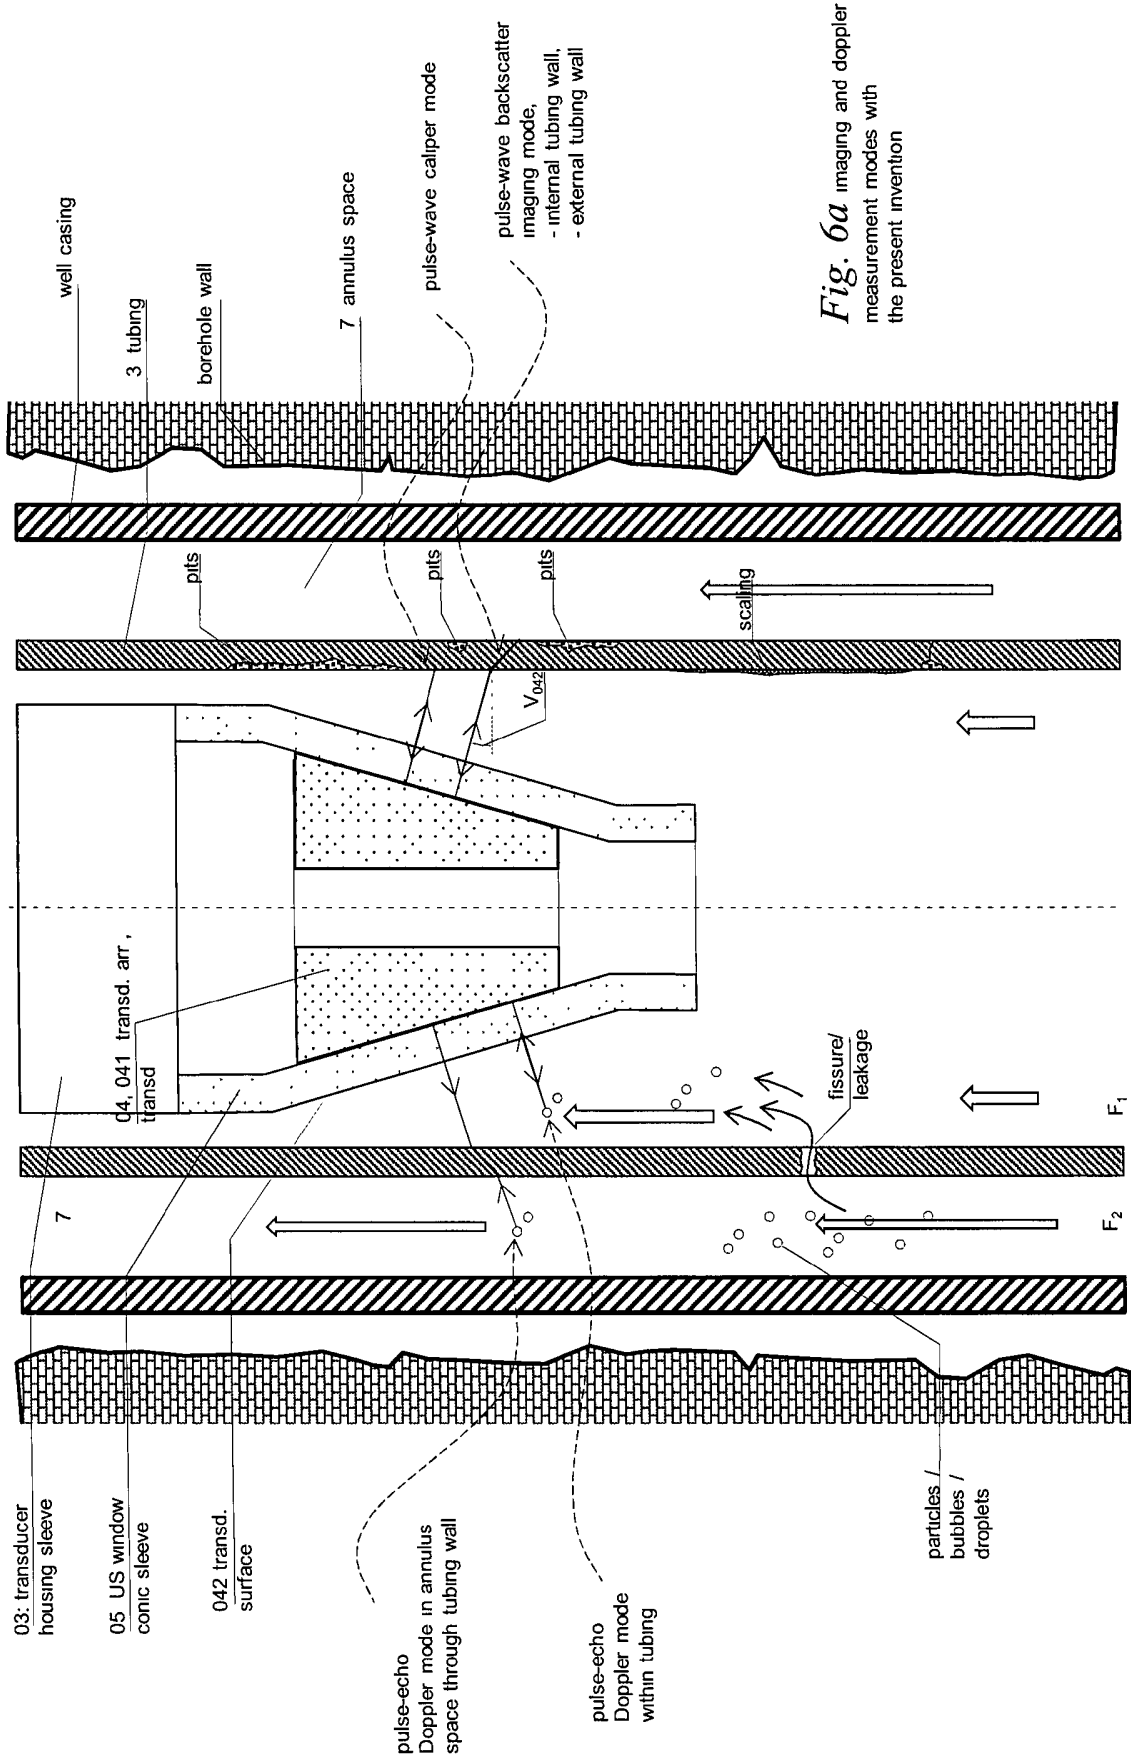 well casing
3 tubing
borehole wall
7 annulus space
pulse-wave caliper mode
pulse-wave backscatter
imaging mode,
- internal tubing wall,
- external tubing wall
Fig. 6a imaging and doppler
measurement modes with
the present invention
pits
pits
pits
scaling
V042
04, 041 transd. arr ,
transd
7
fissure/
leakage
F1
F2
03: transducer
housing sleeve
05 US window
conic sleeve
042 transd.
surface
pulse-echo
Doppler mode in annulus
space through tubing wall
pulse-echo
Doppler mode
within tubing
particles /
bubbles /
droplets